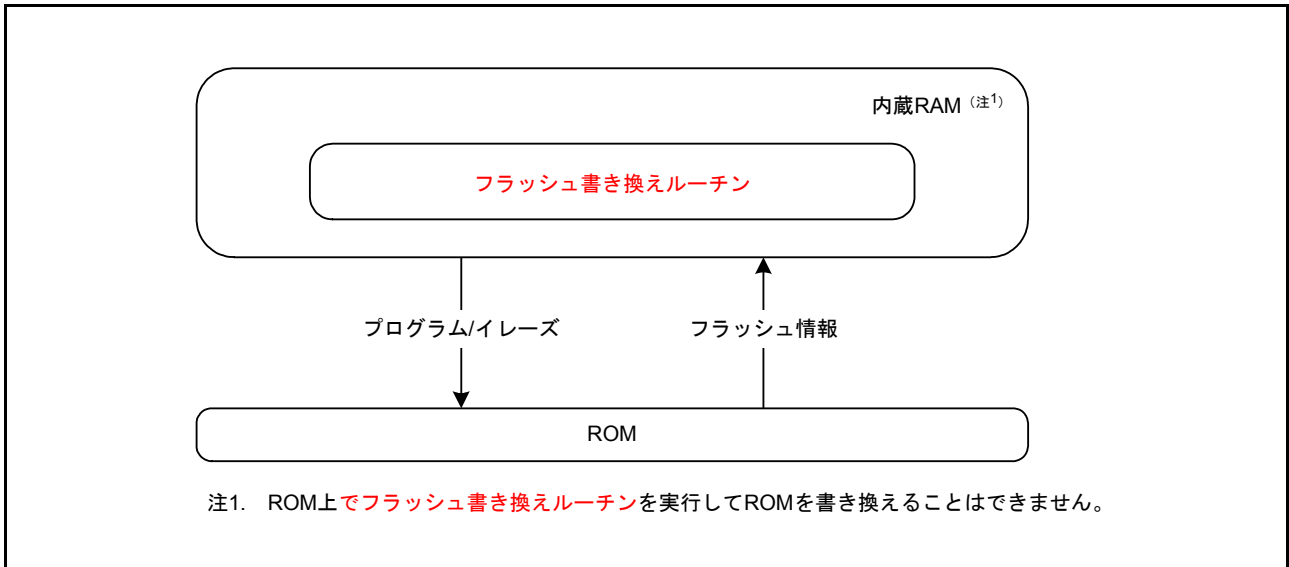 内蔵RAM（注1）
フラッシュ書き換えルーチン
プログラム/イレーズ
フラッシュ情報
ROM
注1. ROM上でフラッシュ書き換えルーチンを実行してROMを書き換えることはできません。